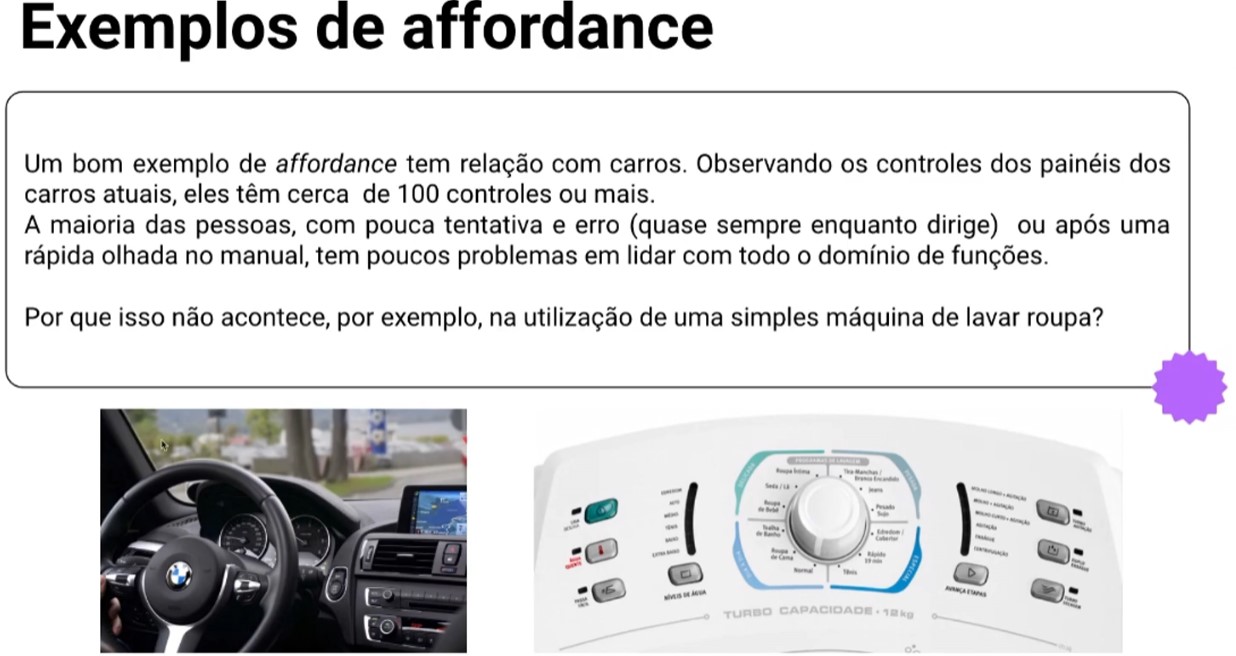 Exemplos de affordance
Um bom exemplo de affordance tem relação com carros. Observando os controles dos painéis dos
carros atuais, eles têm cerca de 100 controles ou mais.
A maioria das pessoas, com pouca tentativa e erro (quase sempre enquanto dirige) ou após uma
rápida olhada no manual, tem poucos problemas em lidar com todo o domínio de funções.
Por que isso não acontece, por exemplo, na utilização de uma simples máquina de lavar roupa?
BMW
PROGRAMAS DE LAVAGEM
Roupa Íntima
Tira Manchas /
Branco Encardido
Seda / Lã
Jeans
Roupa
de Bebê
Pesado
Sujo
Toalha
de Banho
Edredom /
Cobertor
Roupa
de Cama
Rápido
Normal
Tênis
ESPECIAL
NÍVEIS DE ÁGUA
AVANÇA ETAPAS
TURBO CAPACIDADE • 12kg